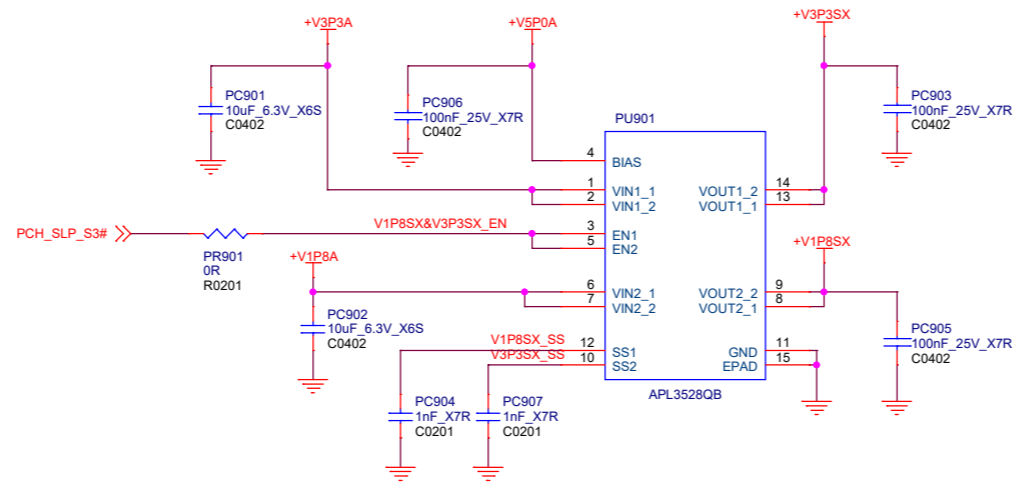 +V3P3A
+V5P0A
+V3P3SX
PC901
10uF_6.3V_X6S
C0402
PC906
100nF_25V_X7R
C0402
PC903
100nF_25V_X7R
C0402
PU901
4 BIAS
1 VIN1_1
2 VIN1_2
VOUT1_2 14
VOUT1_1 13
PCH_SLP_S3#
PR901
0R
R0201
V1P8SX&V3P3SX_EN
3 EN1
5 EN2
+V1P8A
+V1P8SX
6 VIN2_1
7 VIN2_2
VOUT2_2 9
VOUT2_1 8
PC902
10uF_6.3V_X6S
C0402
PC905
100nF_25V_X7R
C0402
V1P8SX_SS 12 SS1
V3P3SX_SS 10 SS2
GND 11
EPAD 15
APL3528QB
PC904
1nF_X7R
C0201
PC907
1nF_X7R
C0201